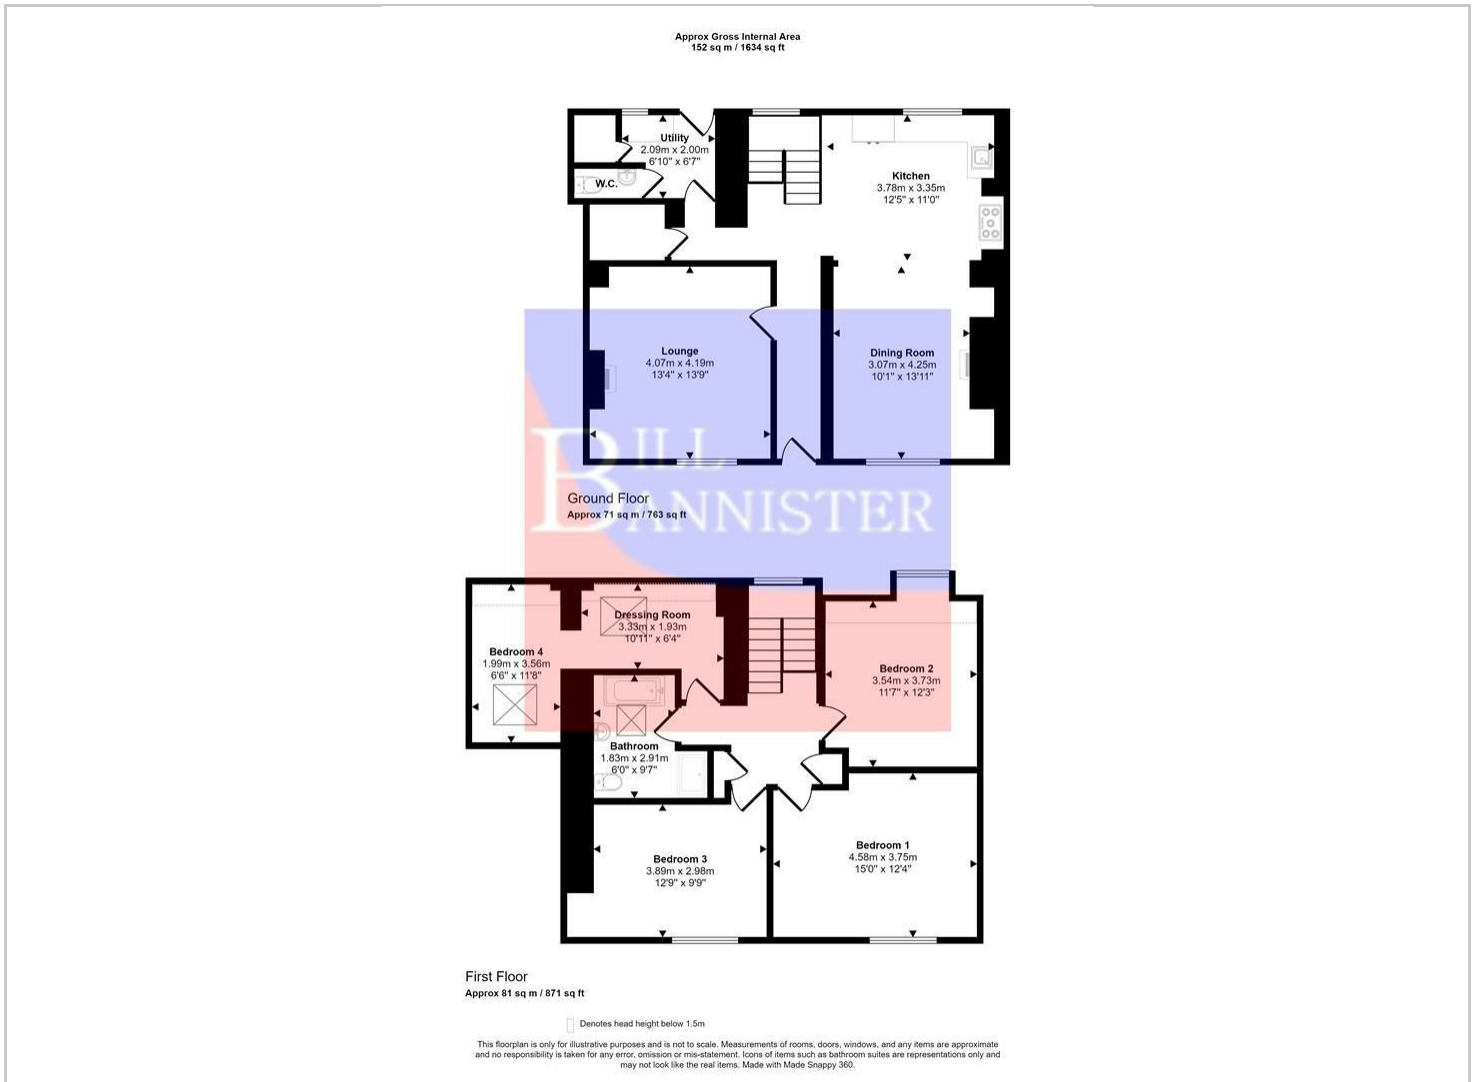 Approx Gross Internal Area
152 sq m / 1634 sq ft
Utility
2.09m x 2.00m
6'10" x 6'7"
W.C.
Kitchen
3.78m x 3.35m
12'5" x 11'0"
Lounge
4.07m x 4.19m
13'4" x 13'9"
Dining Room
3.07m x 4.25m
10'1" x 13'11"
BILL
BANNISTER
Ground Floor
Approx 71 sq m / 763 sq ft
Dressing Room
3.33m x 1.93m
10'11" x 6'4"
Bedroom 4
1.99m x 3.56m
6'6" x 11'8"
Bedroom 2
3.54m x 3.73m
11'7" x 12'3"
Bathroom
1.83m x 2.91m
6'0" x 9'7"
Bedroom 3
3.89m x 2.98m
12'9" x 9'9"
Bedroom 1
4.58m x 3.75m
15'0" x 12'4"
First Floor
Approx 81 sq m / 871 sq ft
Denotes head height below 1.5m
This floorplan is only for illustrative purposes and is not to scale. Measurements of rooms, doors, windows, and any items are approximate
and no responsibility is taken for any error, omission or mis-statement. Icons of items such as bathroom suites are representations only and
may not look like the real items. Made with Made Snappy 360.